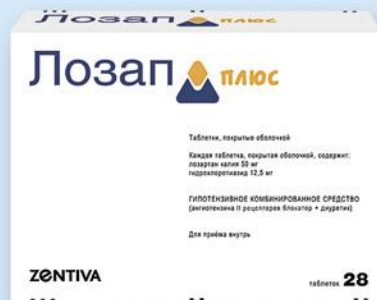 Лозап плюс
Лозап плюс
Таблетки, покрытые оболочкой
Каждая таблетка, покрытая оболочкой, содержит:
лозартан калия 50 мг
гидрохлоротиазид 12,5 мг
ГИПОТЕНЗИВНОЕ КОМБИНИРОВАННОЕ СРЕДСТВО
(ангиотензина II рецепторов блокатор + диуретик)
Для приёма внутрь
ZENTIVA
таблеток 28